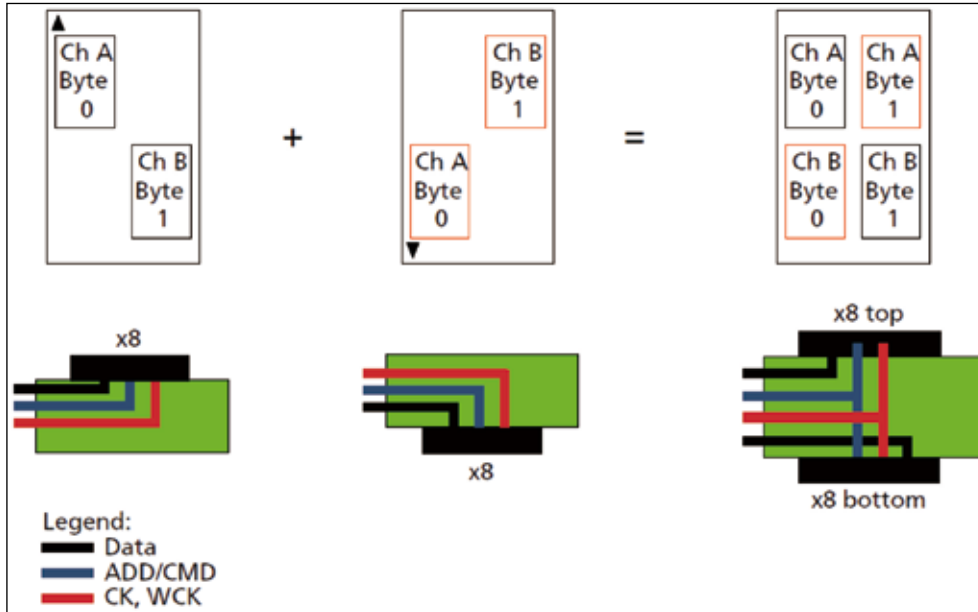 Ch A
Byte
0
Ch B
Byte
1
+
Ch B
Byte
1
Ch A
Byte
0
=
Ch A
Byte
0
Ch A
Byte
1
Ch B
Byte
0
Ch B
Byte
1
x8
x8
x8 top
x8 bottom
Legend:
Data
ADD/CMD
CK, WCK